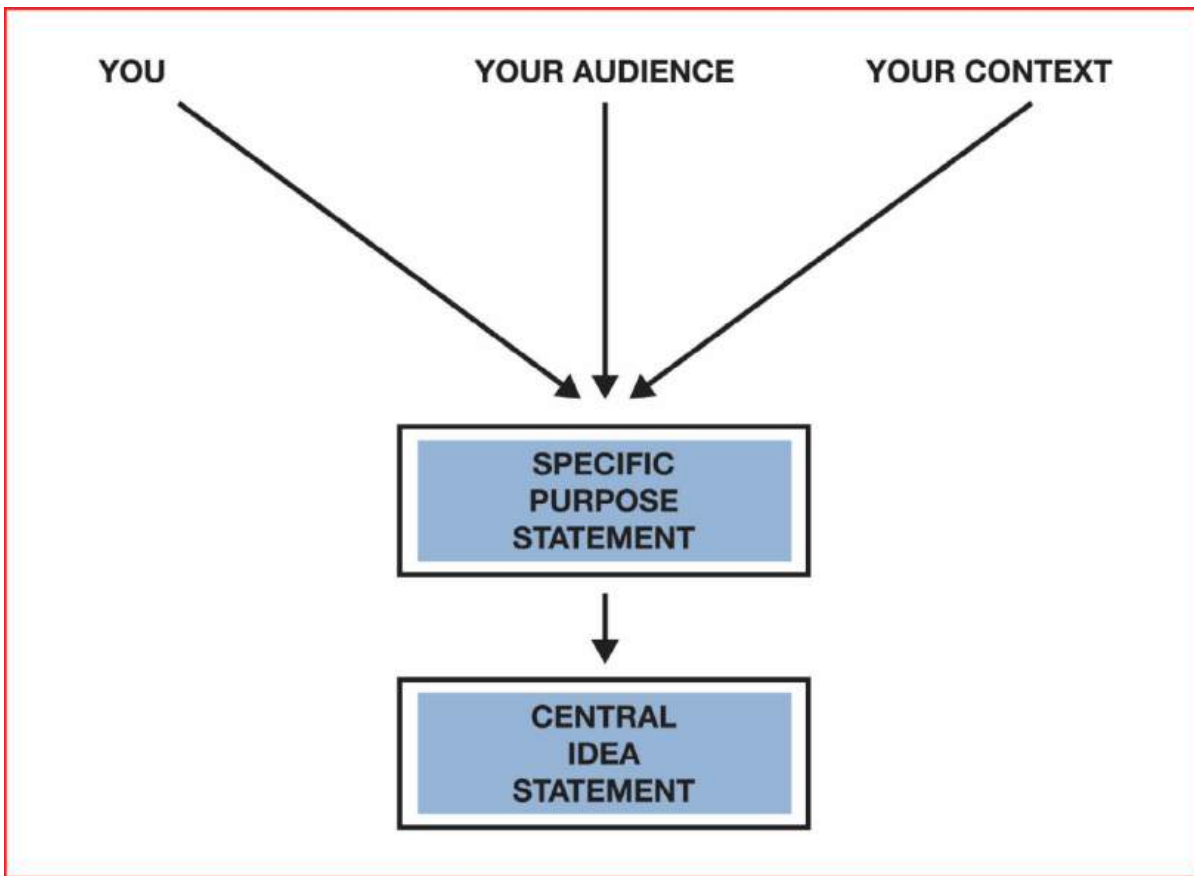 YOU
YOUR AUDIENCE
YOUR CONTEXT
SPECIFIC
PURPOSE
STATEMENT
CENTRAL
IDEA
STATEMENT